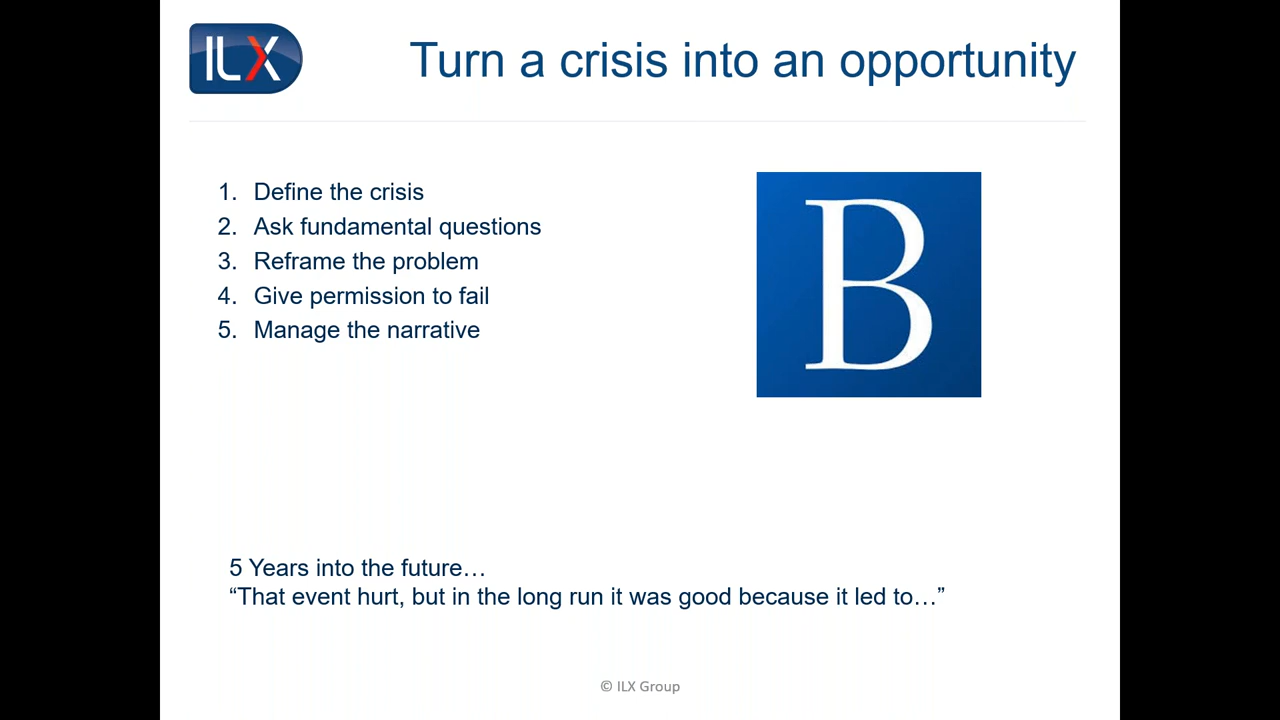 ILX
Turn a crisis into an opportunity
1. Define the crisis
2. Ask fundamental questions
3. Reframe the problem
4. Give permission to fail
5. Manage the narrative
B
5 Years into the future…
“That event hurt, but in the long run it was good because it led to…”
© ILX Group